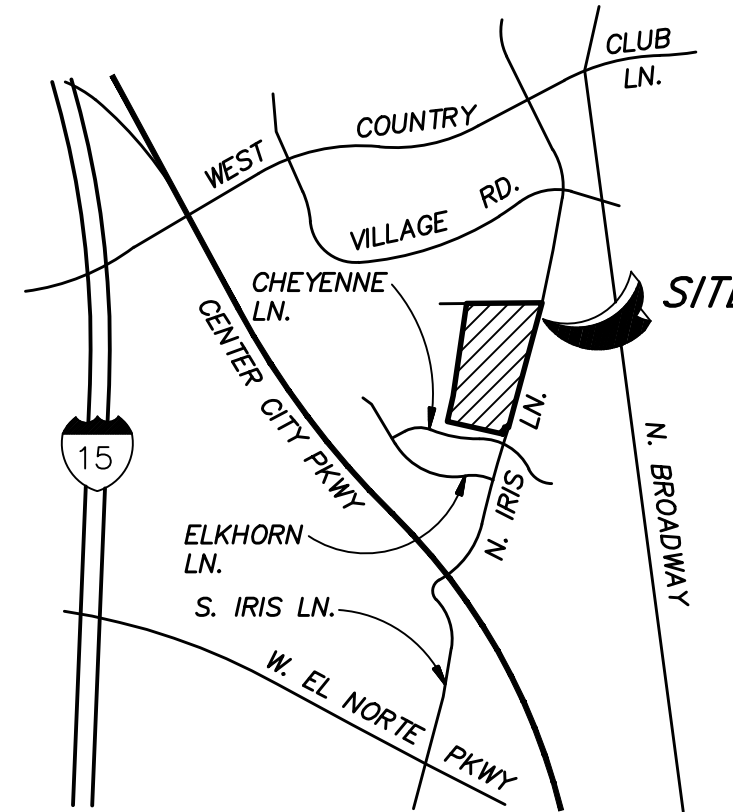 CLUB
LN.
WEST COUNTRY
VILLAGE RD.
CHEYENNE
LN.
SITE
CENTER CITY PKWY
LN.
15
N. IRIS
N. BROADWAY
ELKHORN
LN.
S. IRIS LN.
W. EL NORTE PKWY